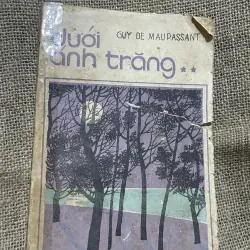 GUY DE MAUPASSANT
dưới
ánh trăng **